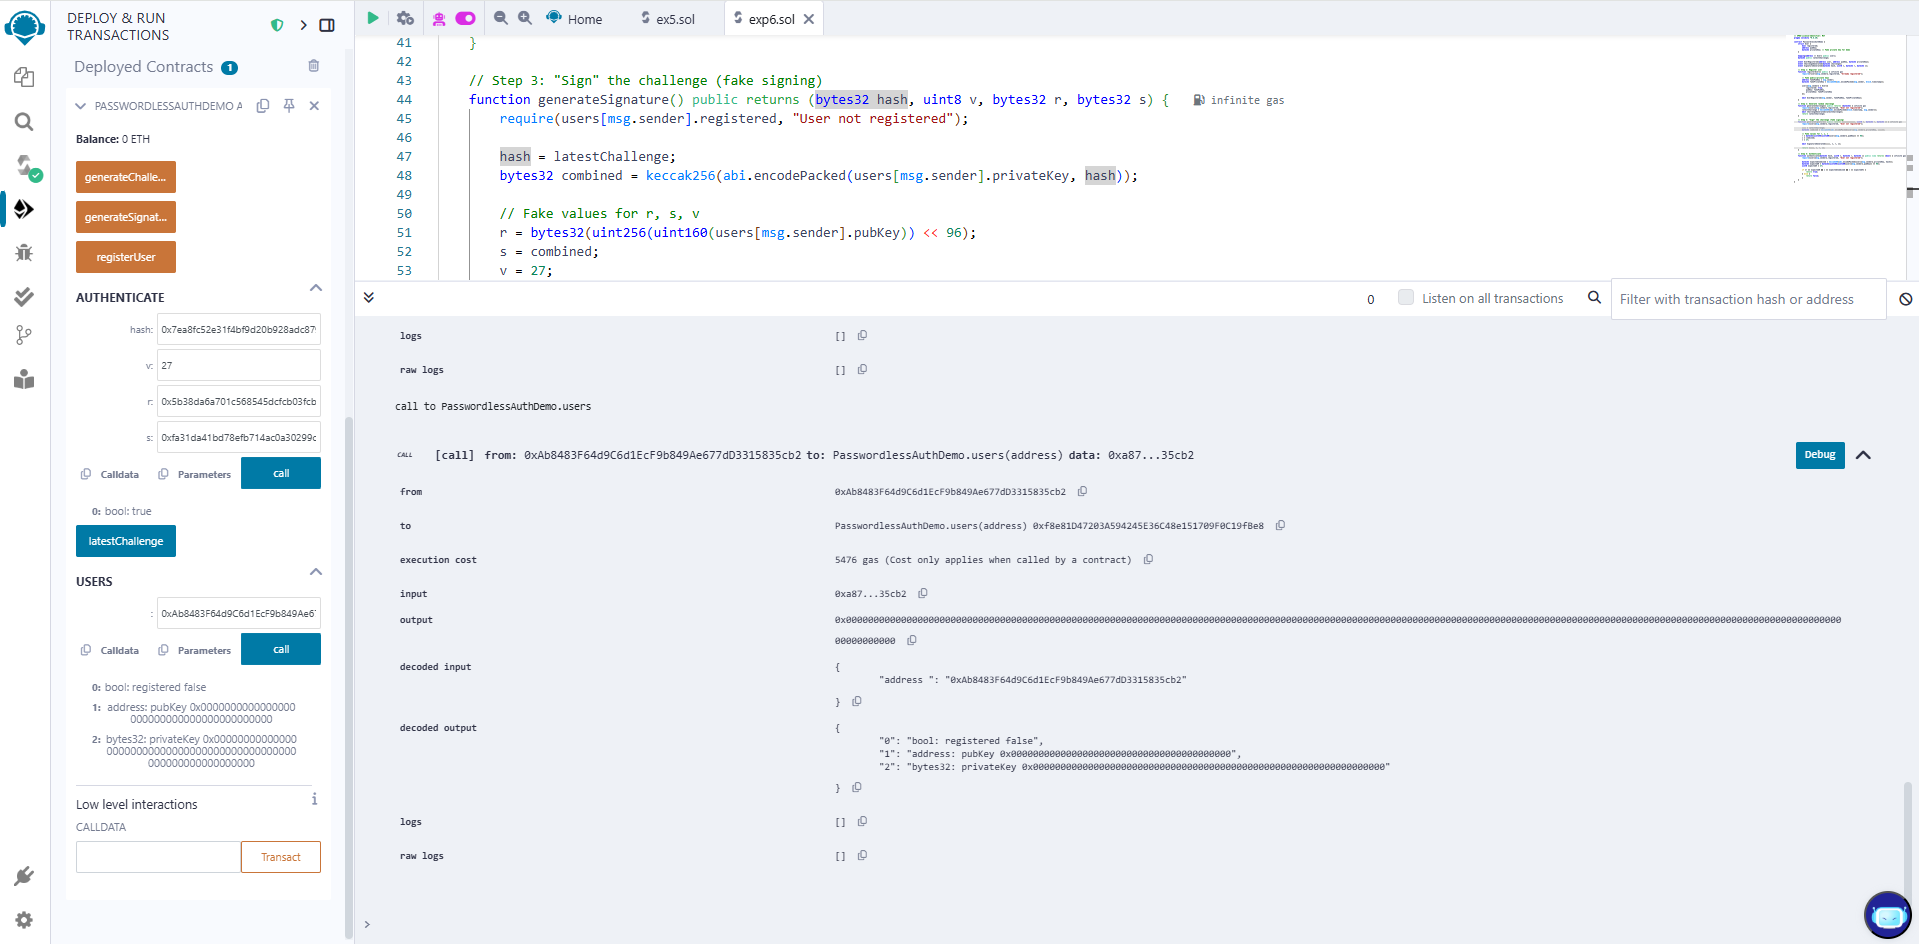 DEPLOY & RUN
TRANSACTIONS
Deployed Contracts 1
PASSWORDLESSAUTHDEMO A
Balance: 0 ETH
generateChalle...
generateSignat...
registerUser
AUTHENTICATE
hash: 0x7ea8fc52e31f4bf9d20b928adc87
v: 27
r: 0x5b38da6a701c568545dcfcb03fcb
s: 0xfa31da41bd78efb714ac0a30299c
Calldata Parameters call
0: bool: true
latestChallenge
USERS
: 0xAb8483F64d9C6d1EcF9b849Ae67
Calldata Parameters call
0: bool: registered false
1: address: pubKey 0x0000000000000000
000000000000000000000000
2: bytes32: privateKey 0x00000000000000
Low level interactions
CALLDATA
Transact
Home
ex5.sol
exp6.sol
41 }
42
43 // Step 3: "Sign" the challenge (fake signing)
44 function generateSignature() public returns (bytes32 hash, uint8 v, bytes32 r, bytes32 s) { infinite gas
45 require(users[msg.sender].registered, "User not registered");
46
47 hash = latestChallenge;
48 bytes32 combined = keccak256(abi.encodePacked(users[msg.sender].privateKey, hash));
49
50 // Fake values for r, s, v
51 r = bytes32(uint256(uint160(users[msg.sender].pubKey)) << 96);
52 s = combined;
53 v = 27;
0 Listen on all transactions Filter with transaction hash or address
logs []
raw logs []
call to PasswordlessAuthDemo.users
CALL [call] from: 0xAb8483F64d9C6d1EcF9b849Ae677dD3315835cb2 to: PasswordlessAuthDemo.users(address) data: 0xa87...35cb2
Debug
from 0xAb8483F64d9C6d1EcF9b849Ae677dD3315835cb2
to PasswordlessAuthDemo.users(address) 0xf8e81D47203A594245E36C48e151709F0C19fBe8
execution cost 5476 gas (Cost only applies when called by a contract)
input 0xa87...35cb2
output
00000000000
decoded input {
"address ": "0xAb8483F64d9C6d1EcF9b849Ae677dD3315835cb2"
}
decoded output {
"0": "bool: registered false",
"1": "address: pubKey 0x0000000000000000000000000000000000000000",
"2": "bytes32: privateKey 0x0000000000000000000000000000000000000000000000000000000000000000"
}
logs []
raw logs []
>